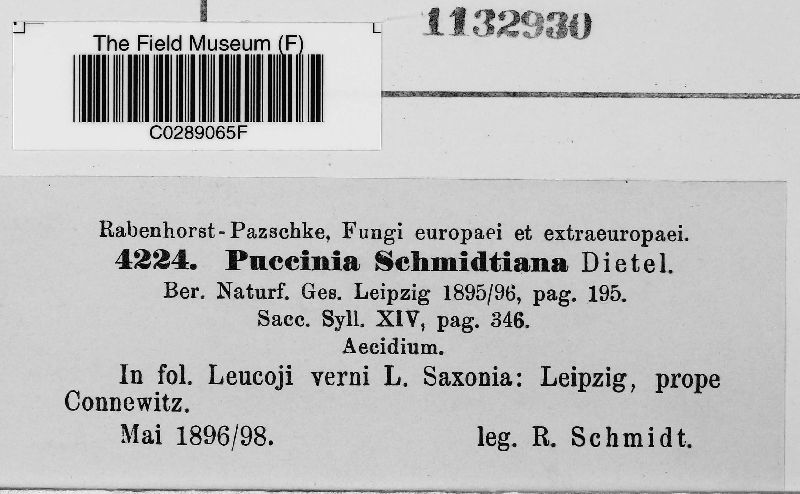 1132930
The Field Museum (F)
C0289065F
Rabenhorst-Pazschke, Fungi europaei et extraeuropaei.
4224. Puccinia Schmidtiana Dietel.
Ber. Naturf. Ges. Leipzig 1895/96, pag. 195.
Sacc. Syll. XIV, pag. 346.
Aecidium.
In fol. Leucoji verni L. Saxonia: Leipzig, prope
Connewitz.
Mai 1896/98. leg. R. Schmidt.